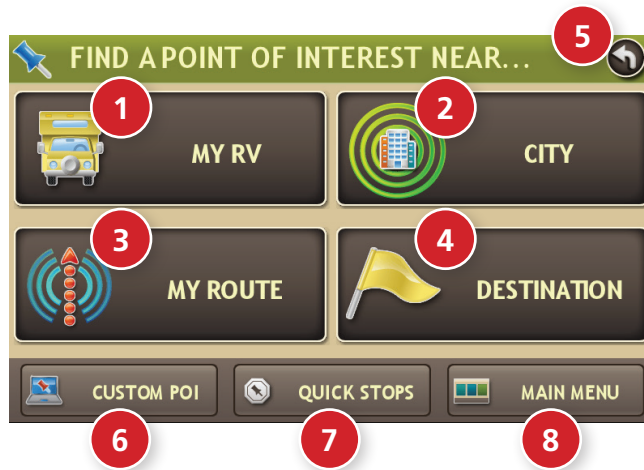 5
FIND A POINT OF INTEREST NEAR...
1
2
MY RV
CITY
3
4
MY ROUTE
DESTINATION
CUSTOM POI
QUICK STOPS
MAIN MENU
6
7
8